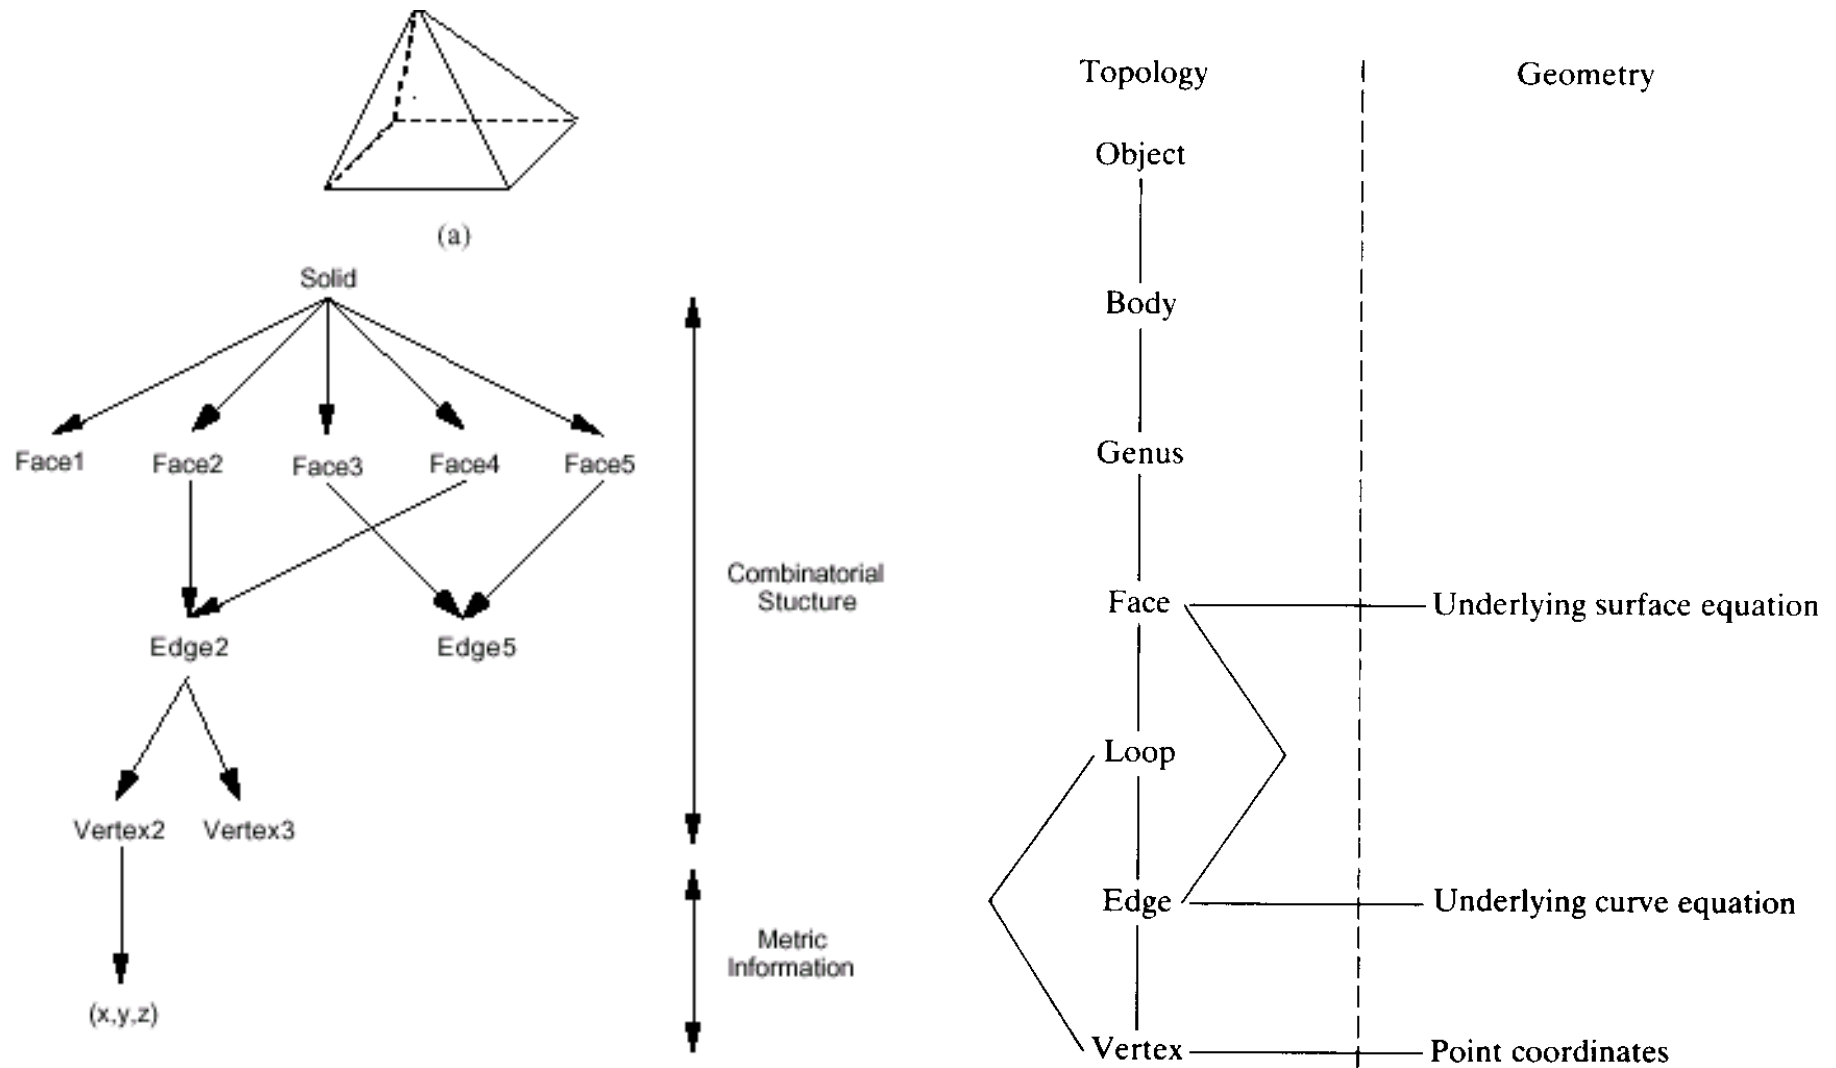 (a)
Solid
Face1 Face2 Face3 Face4 Face5
Combinatorial
Stucture
Edge2 Edge5
Vertex2 Vertex3
Metric
Information
(x,y,z)
Topology Geometry
Object
Body
Genus
Face Underlying surface equation
Loop
Edge Underlying curve equation
Vertex Point coordinates